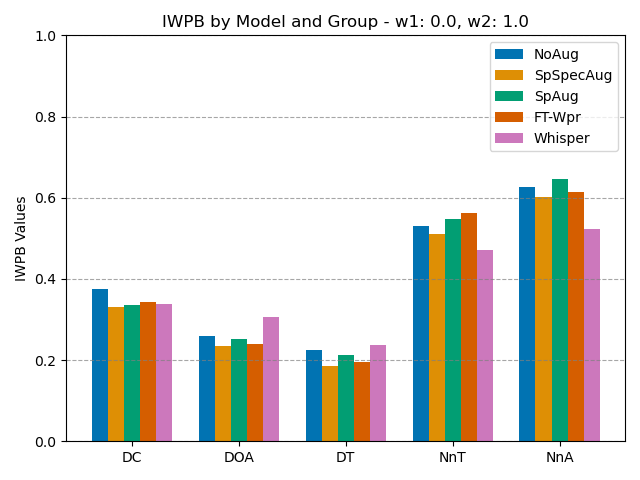 IWPB by Model and Group - w1: 0.0, w2: 1.0
IWPB Values
1.0
0.8
0.6
0.4
0.2
0.0
NoAug
SpSpecAug
SpAug
FT-Wpr
Whisper
DC DOA DT NnT NnA